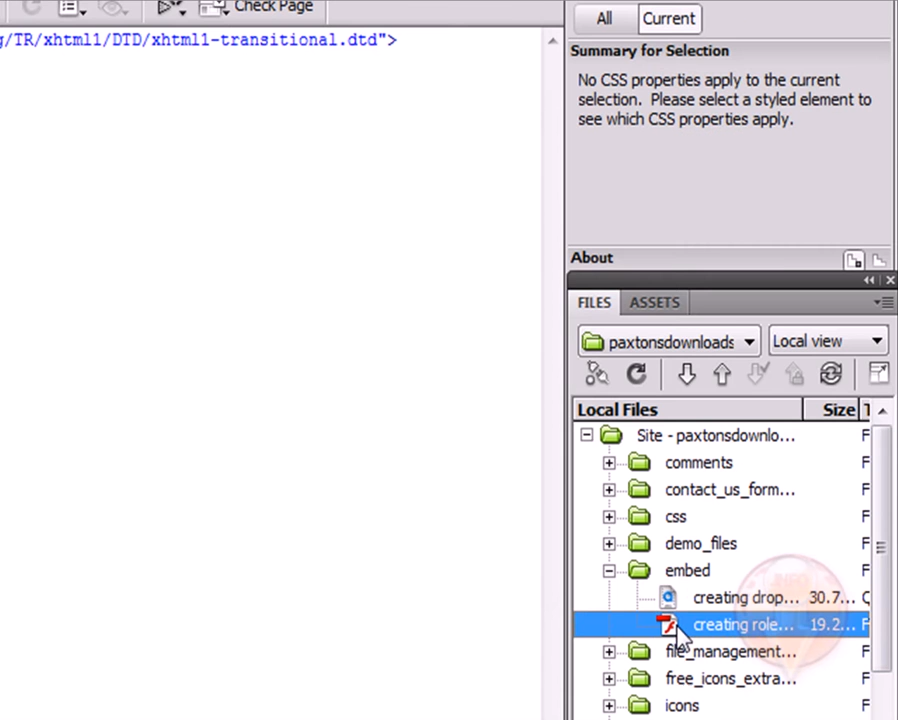 Check Page
g/TR/xhtml1/DTD/xhtml1-transitional.dtd">
All
Current
Summary for Selection
No CSS properties apply to the current
selection. Please select a styled element to
see which CSS properties apply.
About
FILES
ASSETS
paxtonsdownloads
Local view
Local Files
Size
T
Site - paxtonsdownlo...
F
comments
F
contact_us_form...
F
css
F
demo_files
F
embed
F
creating drop...
30.7...
creating role...
19.2...
F
file_management...
F
free_icons_extra...
F
icons
F